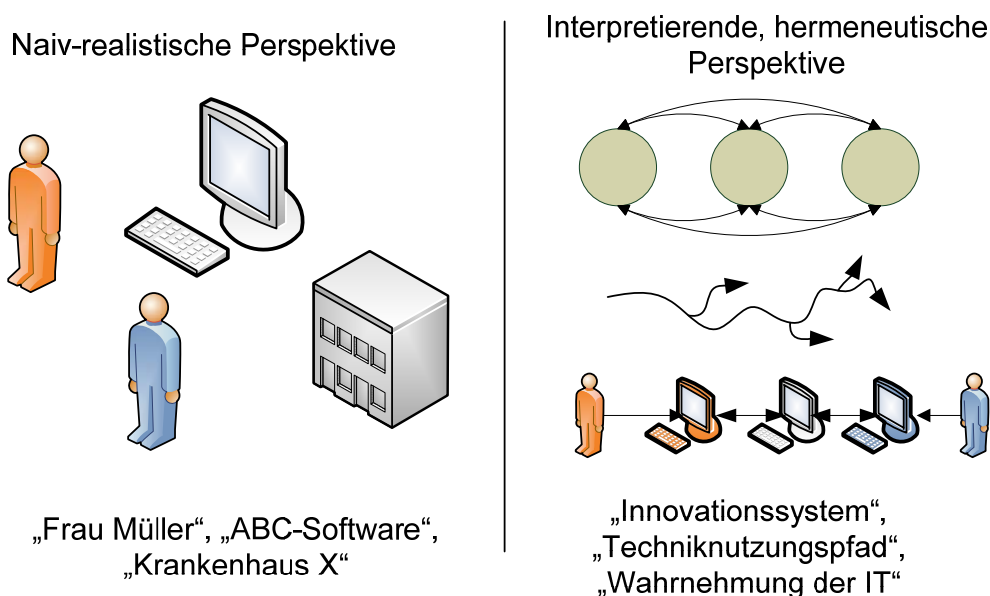 Naiv-realistische Perspektive
„Frau Müller“, „ABC-Software“,
„Krankenhaus X“
Interpretierende, hermeneutische
Perspektive
„Innovationssystem“,
„Techniknutzungspfad“,
„Wahrnehmung der IT“